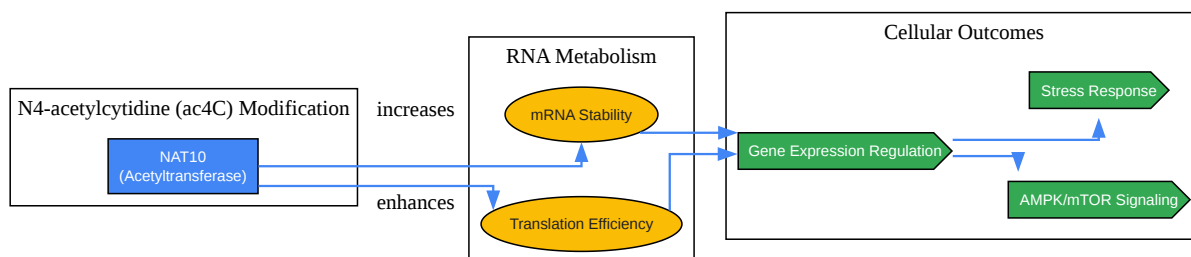 N4-acetylcytidine (ac4C) Modification
NAT10
(Acetyltransferase)
increases
enhances
RNA Metabolism
mRNA Stability
Translation Efficiency
Cellular Outcomes
Gene Expression Regulation
Stress Response
AMPK/mTOR Signaling